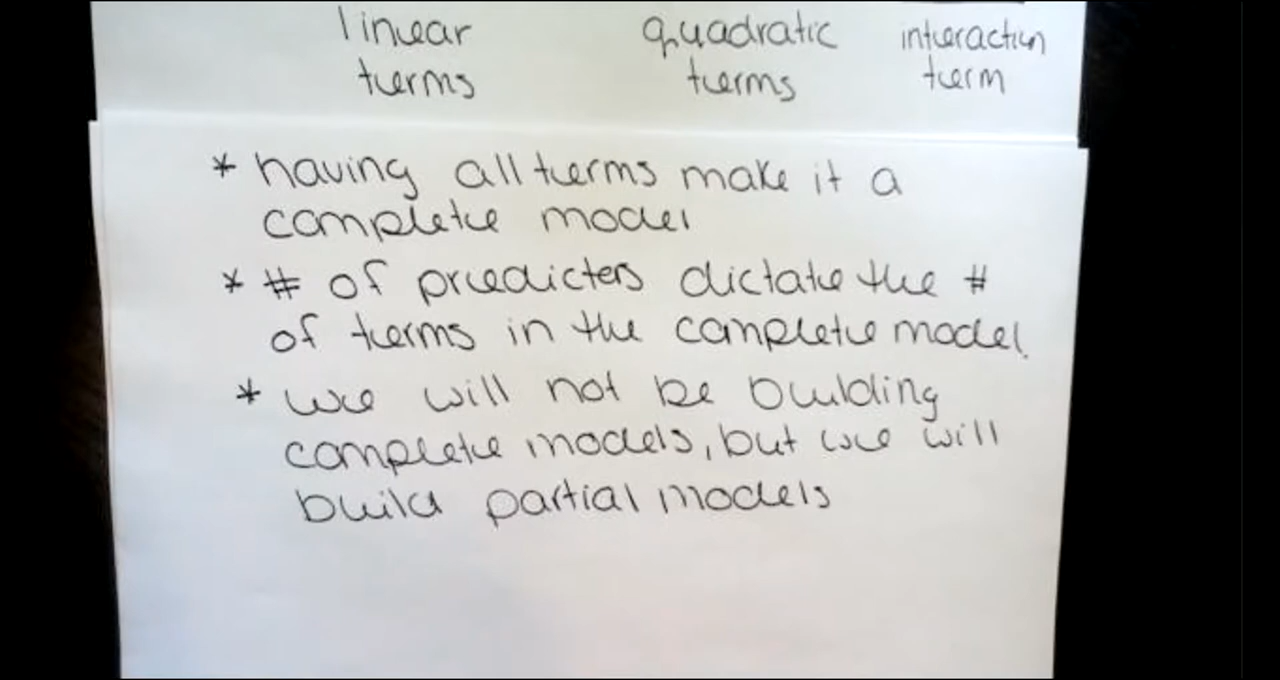 linear quadratic interaction
terms terms term
* having all terms make it a
complete model
* # of predicters dictate the #
of terms in the complete model.
* we will not be building
complete models, but we will
build partial models